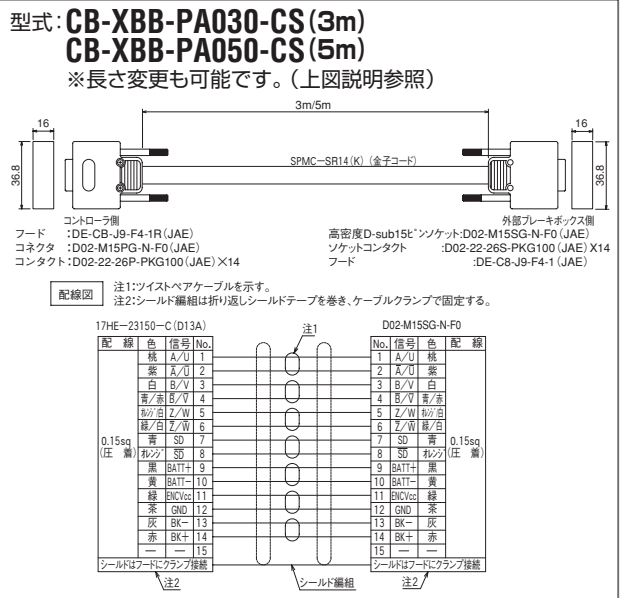 型式:CB-XBB-PA030-CS(3m)
CB-XBB-PA050-CS(5m)
※長さ変更も可能です。(上図説明参照)
3m/5m
16
16
36.8
36.8
SPMC-SR14(K) (金子コード)
コントローラ側
外部ブレーキボックス側
フード :DE-CB-J9-F4-1R(JAE)
コネクタ :D02-M15PG-N-F0(JAE)
コンタクト:D02-22-26P-PKG100(JAE)×14
高密度D-sub15ピンソケット:D02-M15SG-N-F0(JAE)
ソケットコンタクト :D02-22-26S-PKG100(JAE)X14
フード :DE-C8-J9-F4-1(JAE)
配線図
注1:ツイストペアケーブルを示す。
注2:シールド編組は折り返しシールドテープを巻き、ケーブルクランプで固定する。
17HE-23150-C(D13A)
注1
D02-M15SG-N-F0
配 線 色 信号 No. No. 信号 色 配 線
桃 A/U 1 1 A/U 桃
紫 A̅/U̅ 2 2 A̅/U̅ 紫
白 B/V 3 3 B/V 白
青/赤 B̅/V̅ 4 4 B̅/V̅ 青/赤
オレンジ/白 Z/W 5 5 Z/W オレンジ/白
緑/白 Z̅/W̅ 6 6 Z̅/W̅ 緑/白
0.15sq 青 SD 7 7 SD 青 0.15sq
(圧 着) オレンジ S̅D̅ 8 8 S̅D̅ オレンジ (圧 着)
黒 BATT+ 9 9 BATT+ 黒
黄 BATT- 10 10 BATT- 黄
緑 ENCVcc 11 11 ENCVcc 緑
茶 GND 12 12 GND 茶
灰 BK- 13 13 BK- 灰
赤 BK+ 14 14 BK+ 赤
— — 15 15 — —
シールドはフードにクランプ接続 シールドはフードにクランプ接続
注2
シールド編組
注2